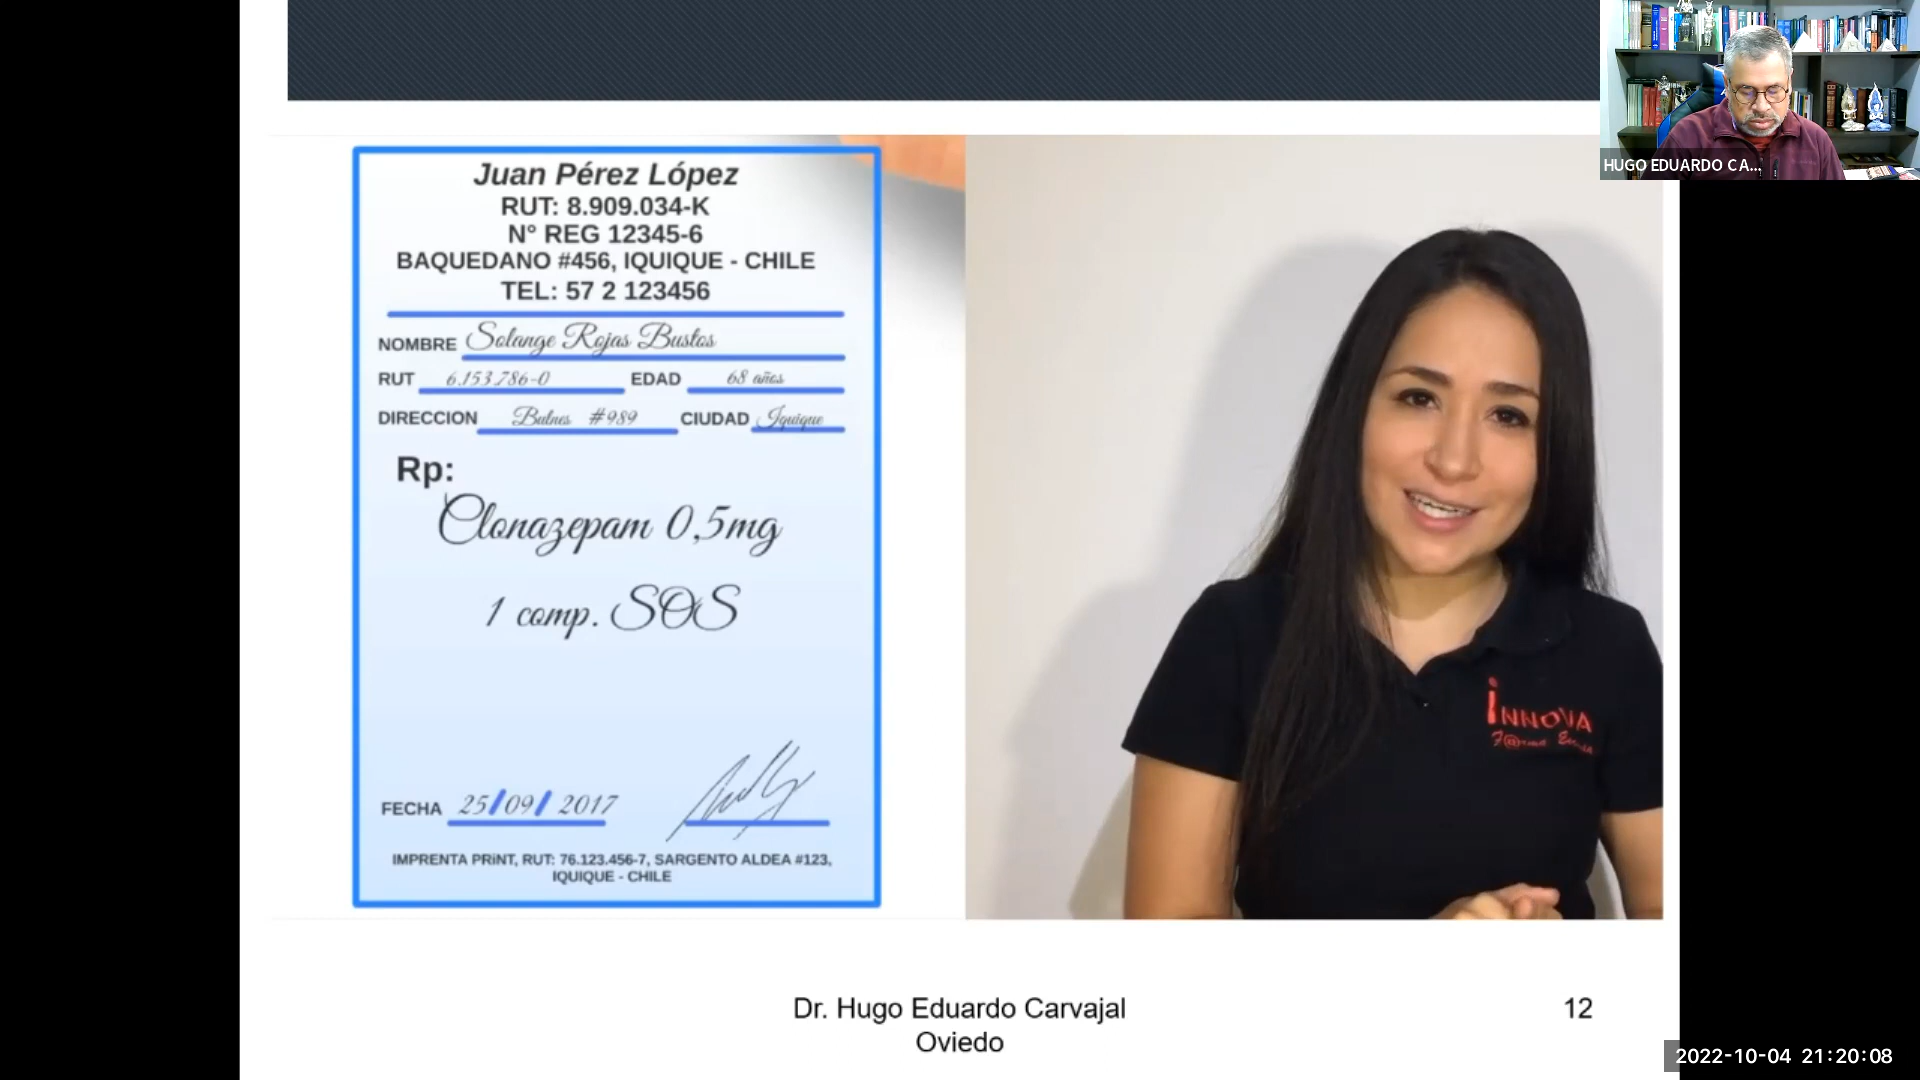 HUGO EDUARDO CA...
Juan Pérez López
RUT: 8.909.034-K
N° REG 12345-6
BAQUEDANO #456, IQUIQUE - CHILE
TEL: 57 2 123456
NOMBRE Solange Rojas Bustos
RUT 6.153.786-0 EDAD 68 años
DIRECCION Bulnes #989 CIUDAD Iquique
Rp:
Clonazepam 0,5mg
1 comp. SOS
FECHA 25/09/2017
IMPRENTA PRiNT, RUT: 76.123.456-7, SARGENTO ALDEA #123,
IQUIQUE - CHILE
iNNOVA
Dr. Hugo Eduardo Carvajal
Oviedo
12
2022-10-04 21:20:08